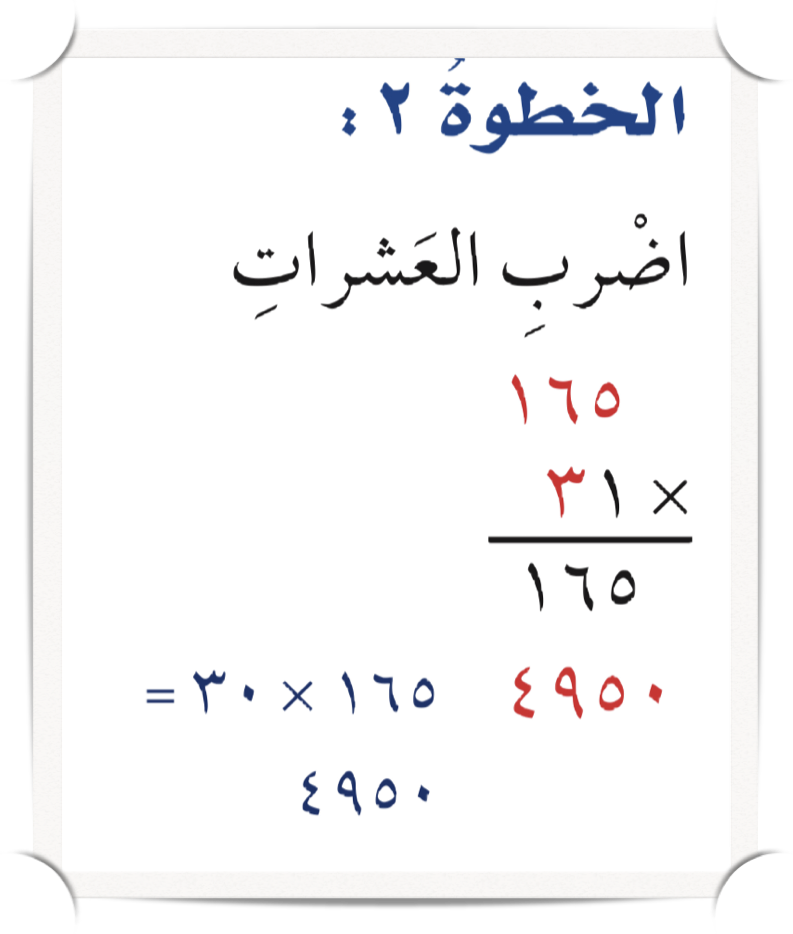 الخطوةُ ٢ :
اضْربِ العَشراتِ
١٦٥
× ٣١
١٦٥
٤٩٥٠ ١٦٥ × ٣٠ =
٤٩٥٠